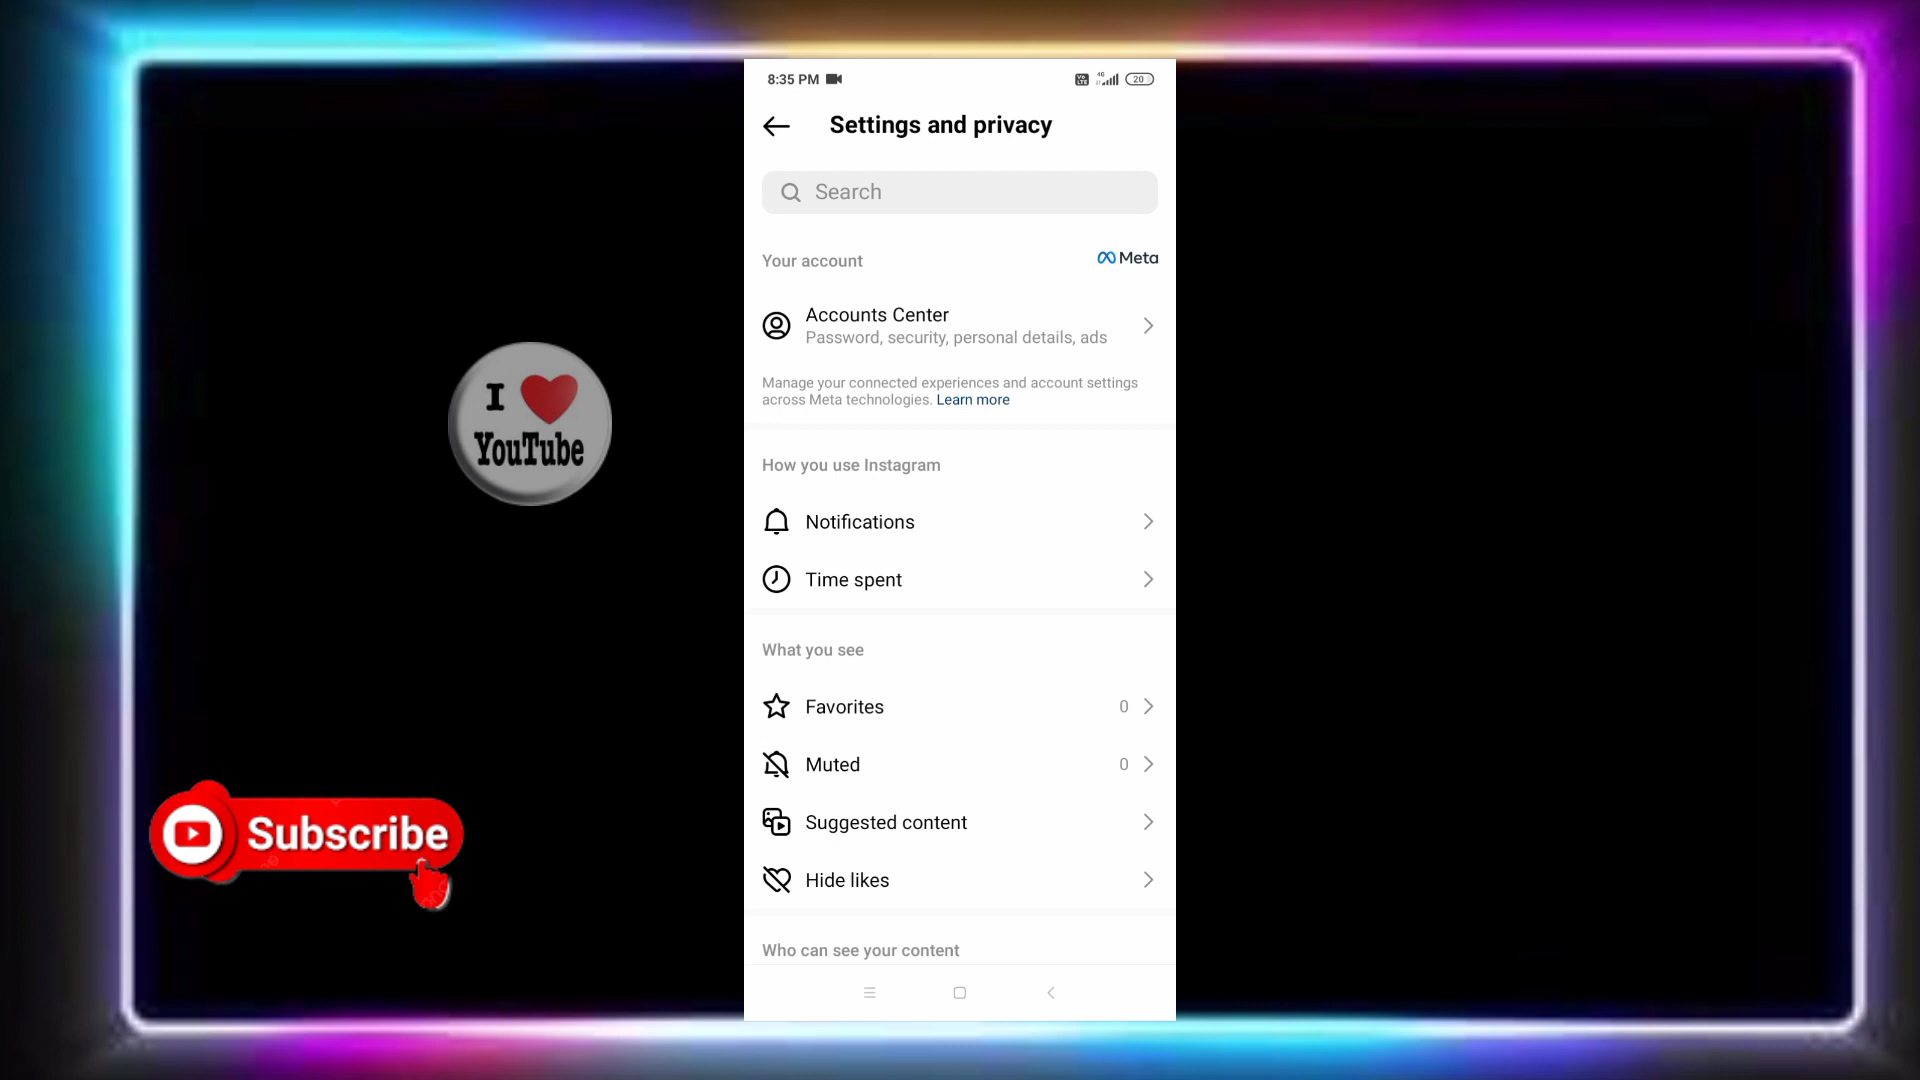 8:35 PM
4G
20
Settings and privacy
Search
Your account
Meta
Accounts Center
Password, security, personal details, ads
Manage your connected experiences and account settings
across Meta technologies. Learn more
How you use Instagram
Notifications
Time spent
What you see
Favorites 0
Muted 0
Suggested content
Hide likes
Who can see your content
I
YouTube
Subscribe